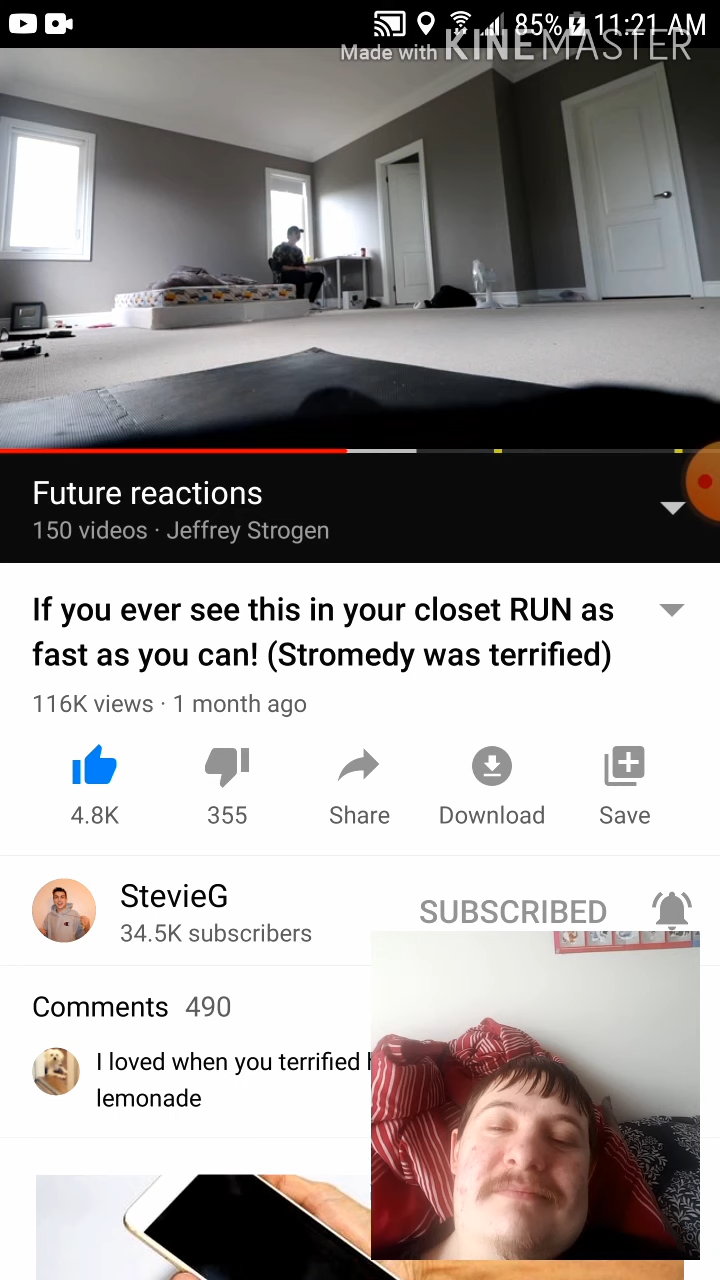 85% 11:21 AM
Made with KINEMASTER
Future reactions
150 videos · Jeffrey Strogen
If you ever see this in your closet RUN as
fast as you can! (Stromedy was terrified)
116K views · 1 month ago
4.8K 355 Share Download Save
StevieG
SUBSCRIBED
34.5K subscribers
Comments 490
I loved when you terrified
lemonade